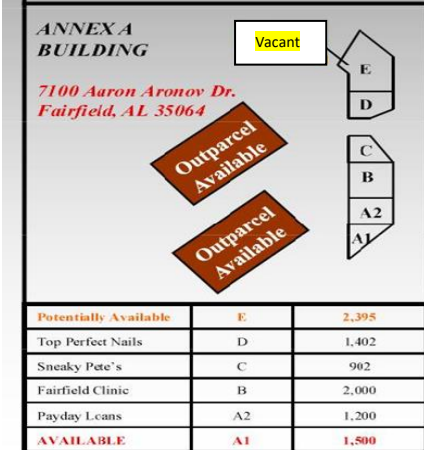 ANNEX A
BUILDING
Vacant
7100 Aaron Aronov Dr.
Fairfield, AL 35064
E
D
Outparcel
Available
C
B
A2
A1
Outparcel
Available
Potentially Available E 2,395
Top Perfect Nails D 1,402
Sneaky Pete's C 902
Fairfield Clinic B 2,000
Payday Loans A2 1,200
AVAILABLE A1 1,500